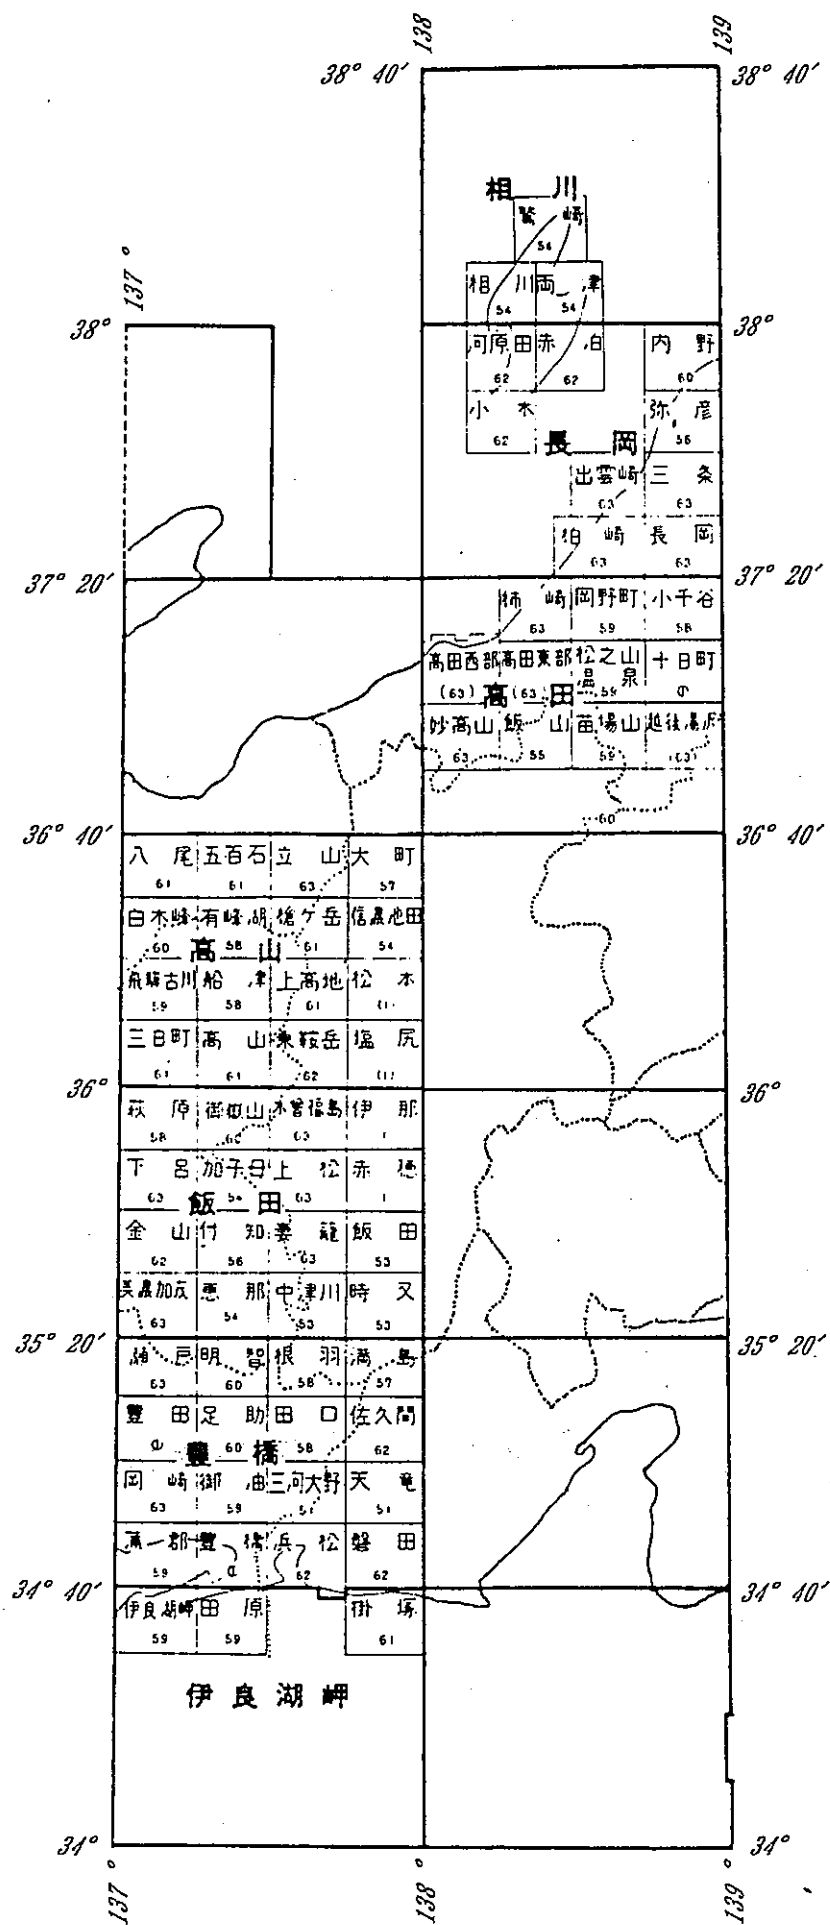 138 139
38° 40′ 38° 40′
相川
鷲崎
54
137°
相川 両津
54 54
38° 38°
河原田 赤泊 内野
62 62 60
小木 弥彦
62 56
長岡
出雲崎 三条
63 63
柏崎 長岡
63 63
37° 20′ 37° 20′
柿崎 岡野町 小千谷
63 59 58
高田西部 高田東部 松之山温泉 十日町
(63) (63) 59 の
高田
妙高山 飯山 苗場山 越後湯沢
63 55 59 (63)
60
36° 40′ 36° 40′
八尾 五百石 立山 大町
61 61 63 57
白木峰 有峰湖 槍ケ岳 信濃池田
60 58 61 54
高山
飛騨古川 船津 上高地 松本
59 58 61 (1)
三日町 高山 乗鞍岳 塩尻
61 61 62 (1)
36° 36°
萩原 御嶽山 木曽福島 伊那
58 63 1
下呂 加子母 上松 赤穂
63 54 63 1
飯田
金山 付知 妻籠 飯田
62 56 63 53
美濃加茂 恵那 中津川 時又
63 54 53 53
35° 20′ 35° 20′
瀬戸 明智 根羽 満島
63 60 58 57
豊田 足助 田口 佐久間
60 58 62
豊橋
岡崎 御油 三河大野 天竜
63 59 51 51
蒲郡 豊橋 浜松 磐田
59 62 62
34° 40′ 34° 40′
伊良湖岬 田原 掛塚
59 59 61
伊良湖岬
34° 34°
137° 138° 139°